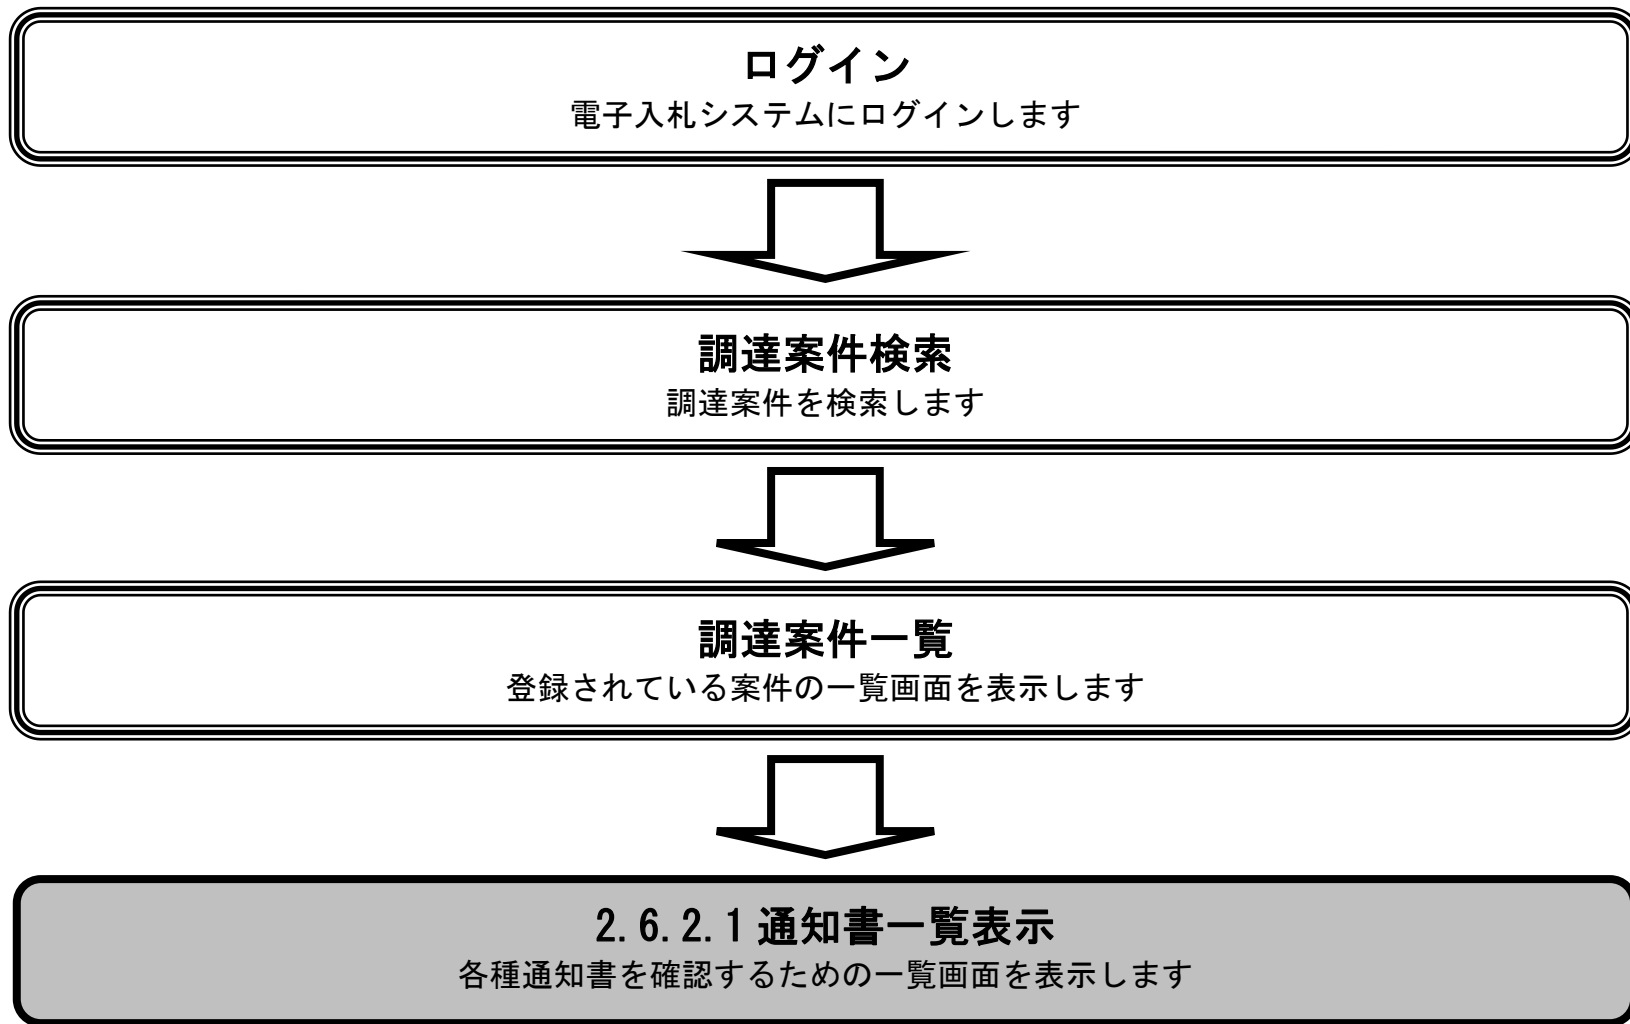 ログイン
電子入札システムにログインします
調達案件検索
調達案件を検索します
調達案件一覧
登録されている案件の一覧画面を表示します
2.6.2.1 通知書一覧表示
各種通知書を確認するための一覧画面を表示します